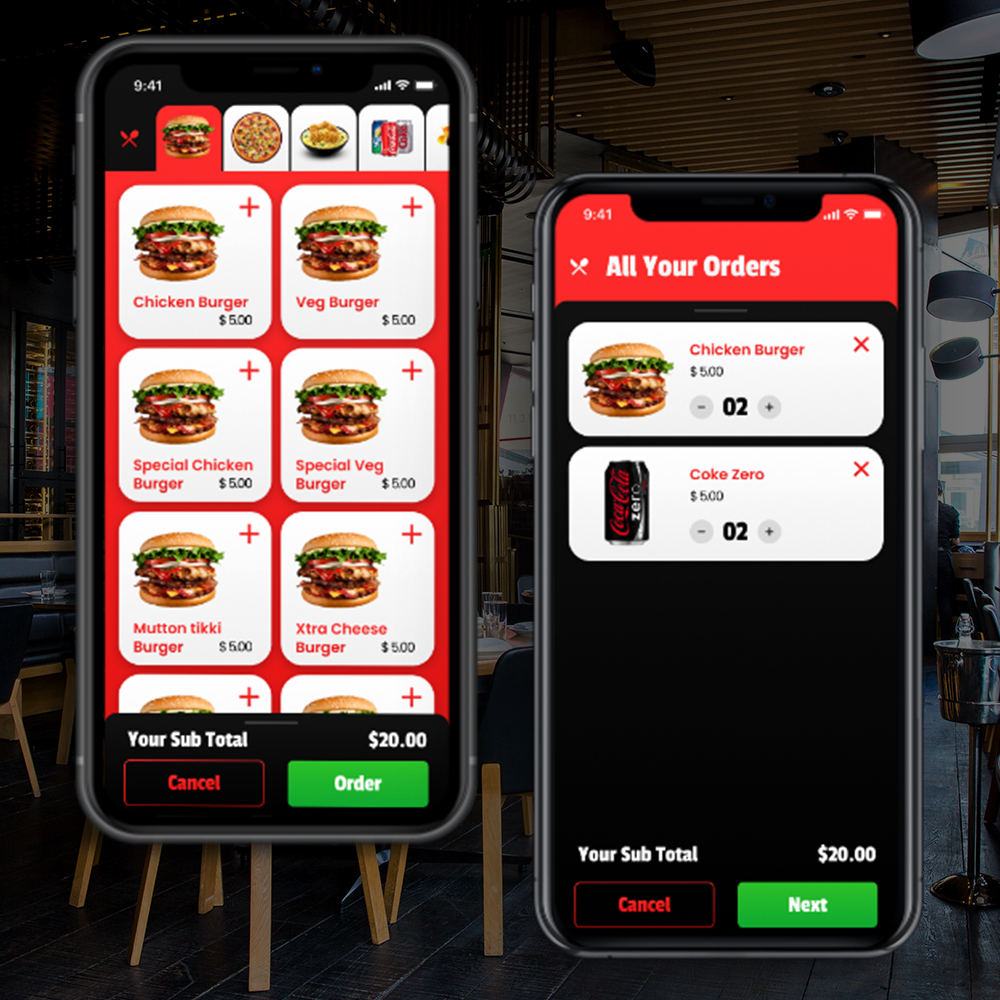 9:41
Chicken Burger
$ 5.00
Veg Burger
$ 5.00
Special Chicken
Burger $ 5.00
Special Veg
Burger $ 5.00
Mutton tikki
Burger $ 5.00
Xtra Cheese
Burger $ 5.00
Your Sub Total $20.00
Cancel Order
9:41
All Your Orders
Chicken Burger
$ 5.00
- 02 +
Coca-Cola
zero
Coke Zero
$ 5.00
- 02 +
Your Sub Total $20.00
Cancel Next